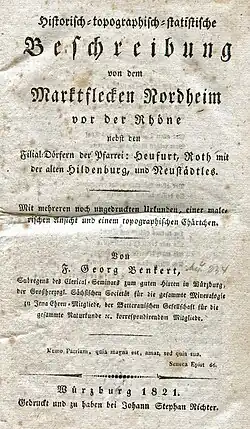 Historisch-topographisch-statistische
Beschreibung
von dem
Marktflecken Nordheim
vor der Rhöne
nebst den
Filial-Dörfern der Pfarrei: Heufurt, Roth mit
der alten Hildenburg, und Neustädtles.
Mit mehreren noch ungedruckten Urkunden, einer male-
rischen Ansicht und einem topographischen Chärtchen.
Von
F. Georg Benkert,
Subregens des Clerical-Seminars zum guten Hirten in Würzburg,
der Großherzogl. Sächsischen Societät für die gesammte Mineralogie
zu Jena Ehren-Mitgliede, der Wetterauischen Gesellschaft für die
gesammte Naturkunde ꝛc. korrespondirenden Mitgliede.
Nemo Patriam, quia magna est, amat, sed quia sua.
Seneca Epist 66.
Würzburg 1821.
Gedruckt und zu haben bei Johann Stephan Richter.